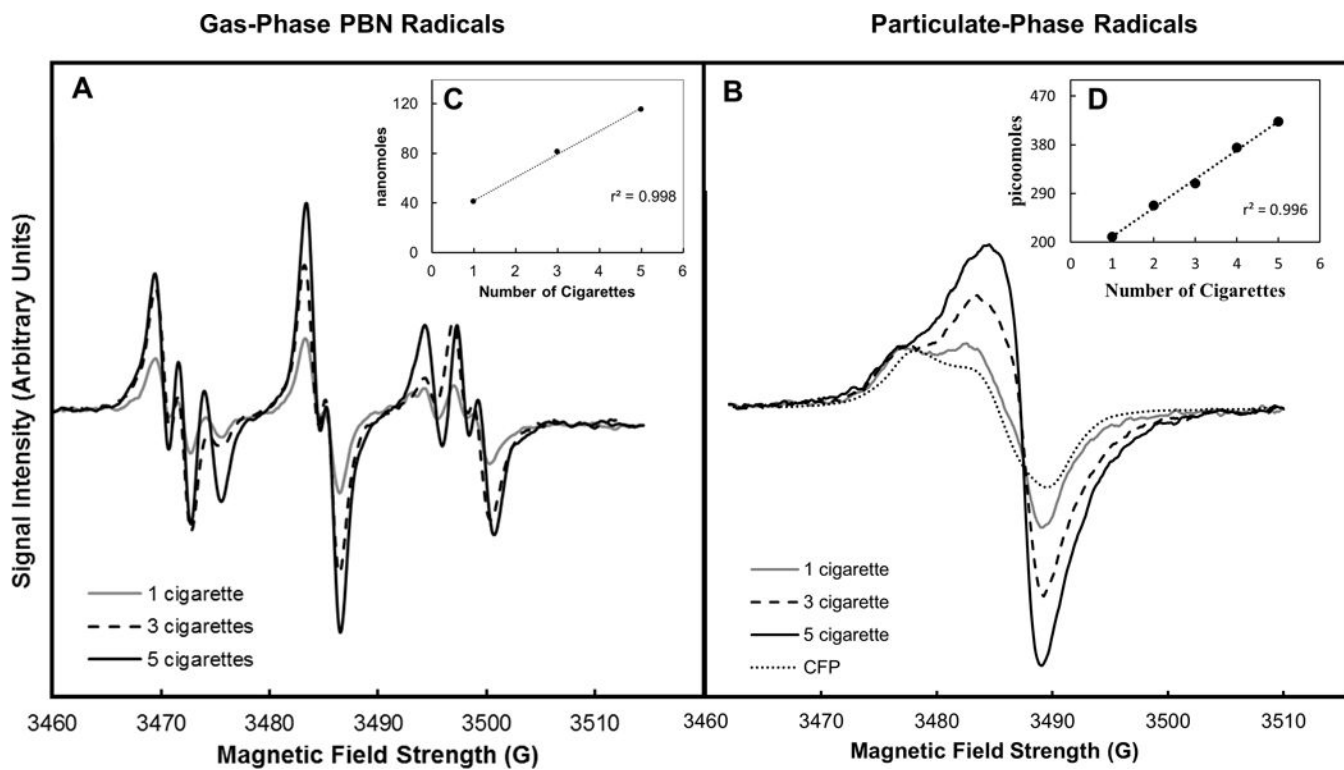 Gas-Phase PBN Radicals
Particulate-Phase Radicals
Signal Intensity (Arbitrary Units)
A
C
nanomoles
120
80
40
0
r² = 0.998
0 1 2 3 4 5 6
Number of Cigarettes
1 cigarette
3 cigarettes
5 cigarettes
3460 3470 3480 3490 3500 3510
Magnetic Field Strength (G)
B
D
picoomoles
470
380
290
200
r² = 0.996
0 1 2 3 4 5 6
Number of Cigarettes
1 cigarette
3 cigarette
5 cigarette
CFP
3460 3470 3480 3490 3500 3510
Magnetic Field Strength (G)